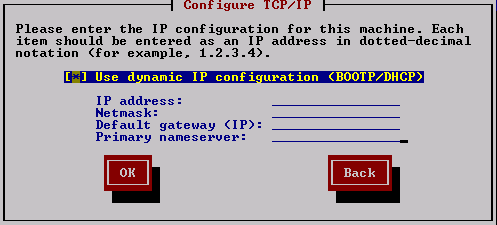 Configure TCP/IP
Please enter the IP configuration for this machine. Each
item should be entered as an IP address in dotted-decimal
notation (for example, 1.2.3.4).
[*] Use dynamic IP configuration (BOOTP/DHCP)
IP address:
Netmask:
Default gateway (IP):
Primary nameserver:
OK Back